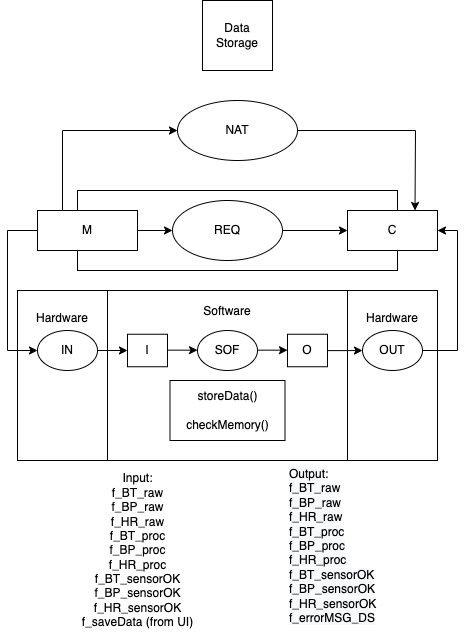 Data
Storage
NAT
M
REQ
C
Hardware
Software
Hardware
IN
I
SOF
O
OUT
storeData()
checkMemory()
Input:
f_BT_raw
f_BP_raw
f_HR_raw
f_BT_proc
f_BP_proc
f_HR_proc
f_BT_sensorOK
f_BP_sensorOK
f_HR_sensorOK
f_saveData (from UI)
Output:
f_BT_raw
f_BP_raw
f_HR_raw
f_BT_proc
f_BP_proc
f_HR_proc
f_BT_sensorOK
f_BP_sensorOK
f_HR_sensorOK
f_errorMSG_DS